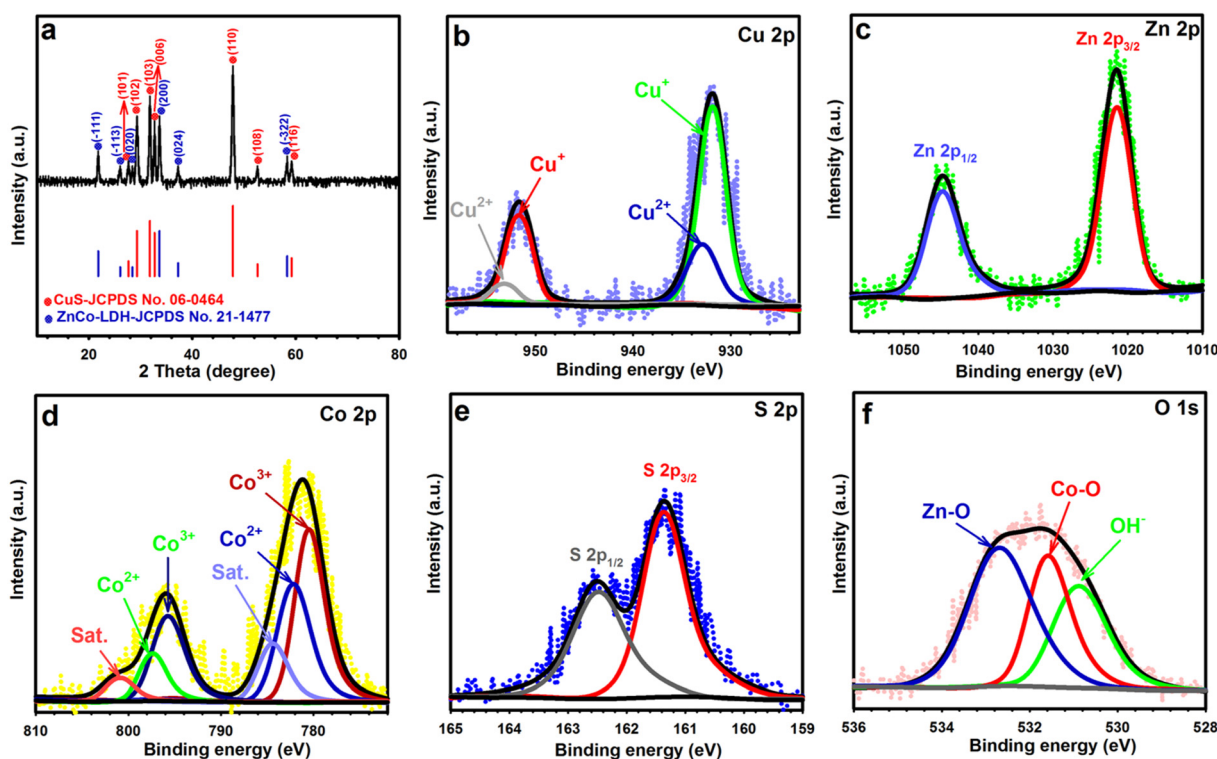 a
Intensity (a.u.)
(-111)
(-113)
(101)
(020)
(102)
(103)
(006)
(200)
(024)
(110)
(108)
(-322)
(116)
CuS-JCPDS No. 06-0464
ZnCo-LDH-JCPDS No. 21-1477
20 40 60 80
2 Theta (degree)
b
Cu 2p
Intensity (a.u.)
Cu⁺
Cu⁺
Cu²⁺
Cu²⁺
950 940 930
Binding energy (eV)
c
Zn 2p
Intensity (a.u.)
Zn 2p₃/₂
Zn 2p₁/₂
1050 1040 1030 1020 1010
Binding energy (eV)
d
Co 2p
Intensity (a.u.)
Co³⁺
Co²⁺
Sat.
Co³⁺
Co²⁺
Sat.
810 800 790 780
Binding energy (eV)
e
S 2p
Intensity (a.u.)
S 2p₃/₂
S 2p₁/₂
165 164 163 162 161 160 159
Binding energy (eV)
f
O 1s
Intensity (a.u.)
Zn-O
Co-O
OH⁻
536 534 532 530 528
Binding energy (eV)